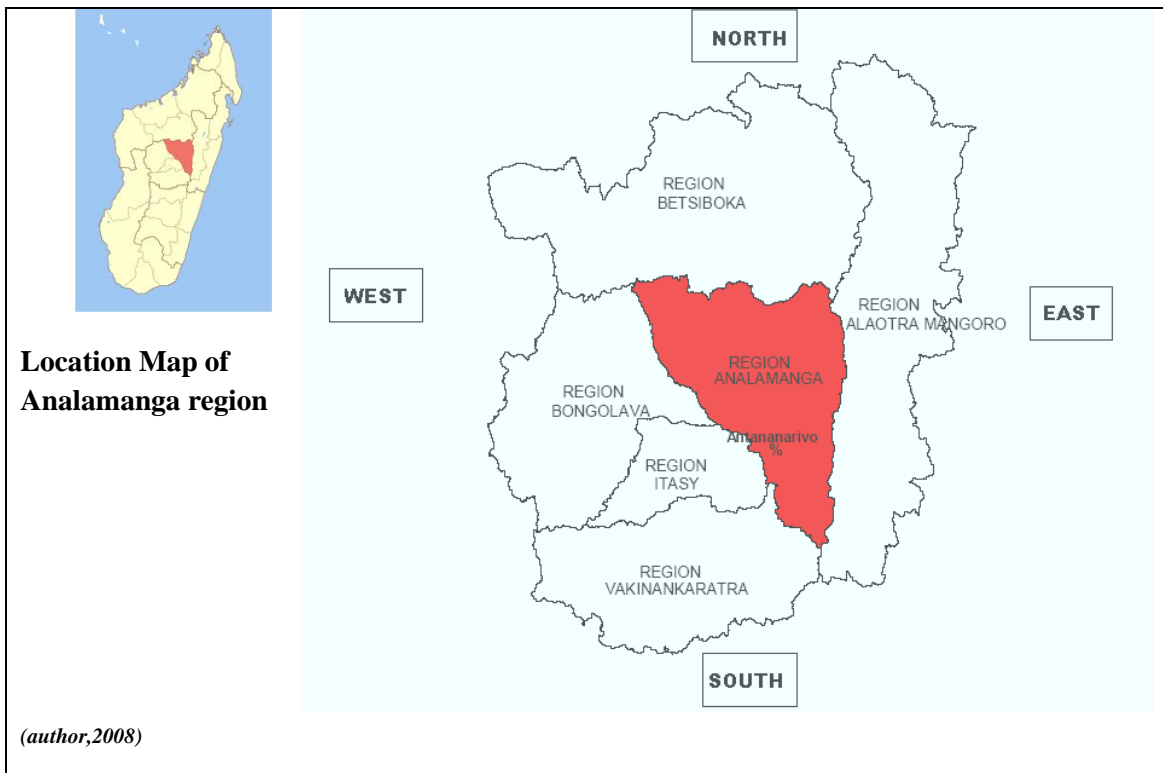 NORTH
REGION
BETSIBOKA
WEST
REGION
ALAOTRA MANGORO
EAST
Location Map of
Analamanga region
REGION
ANALAMANGA
REGION
BONGOLAVA
Antananarivo
%
REGION
ITASY
REGION
VAKINANKARATRA
SOUTH
(author,2008)